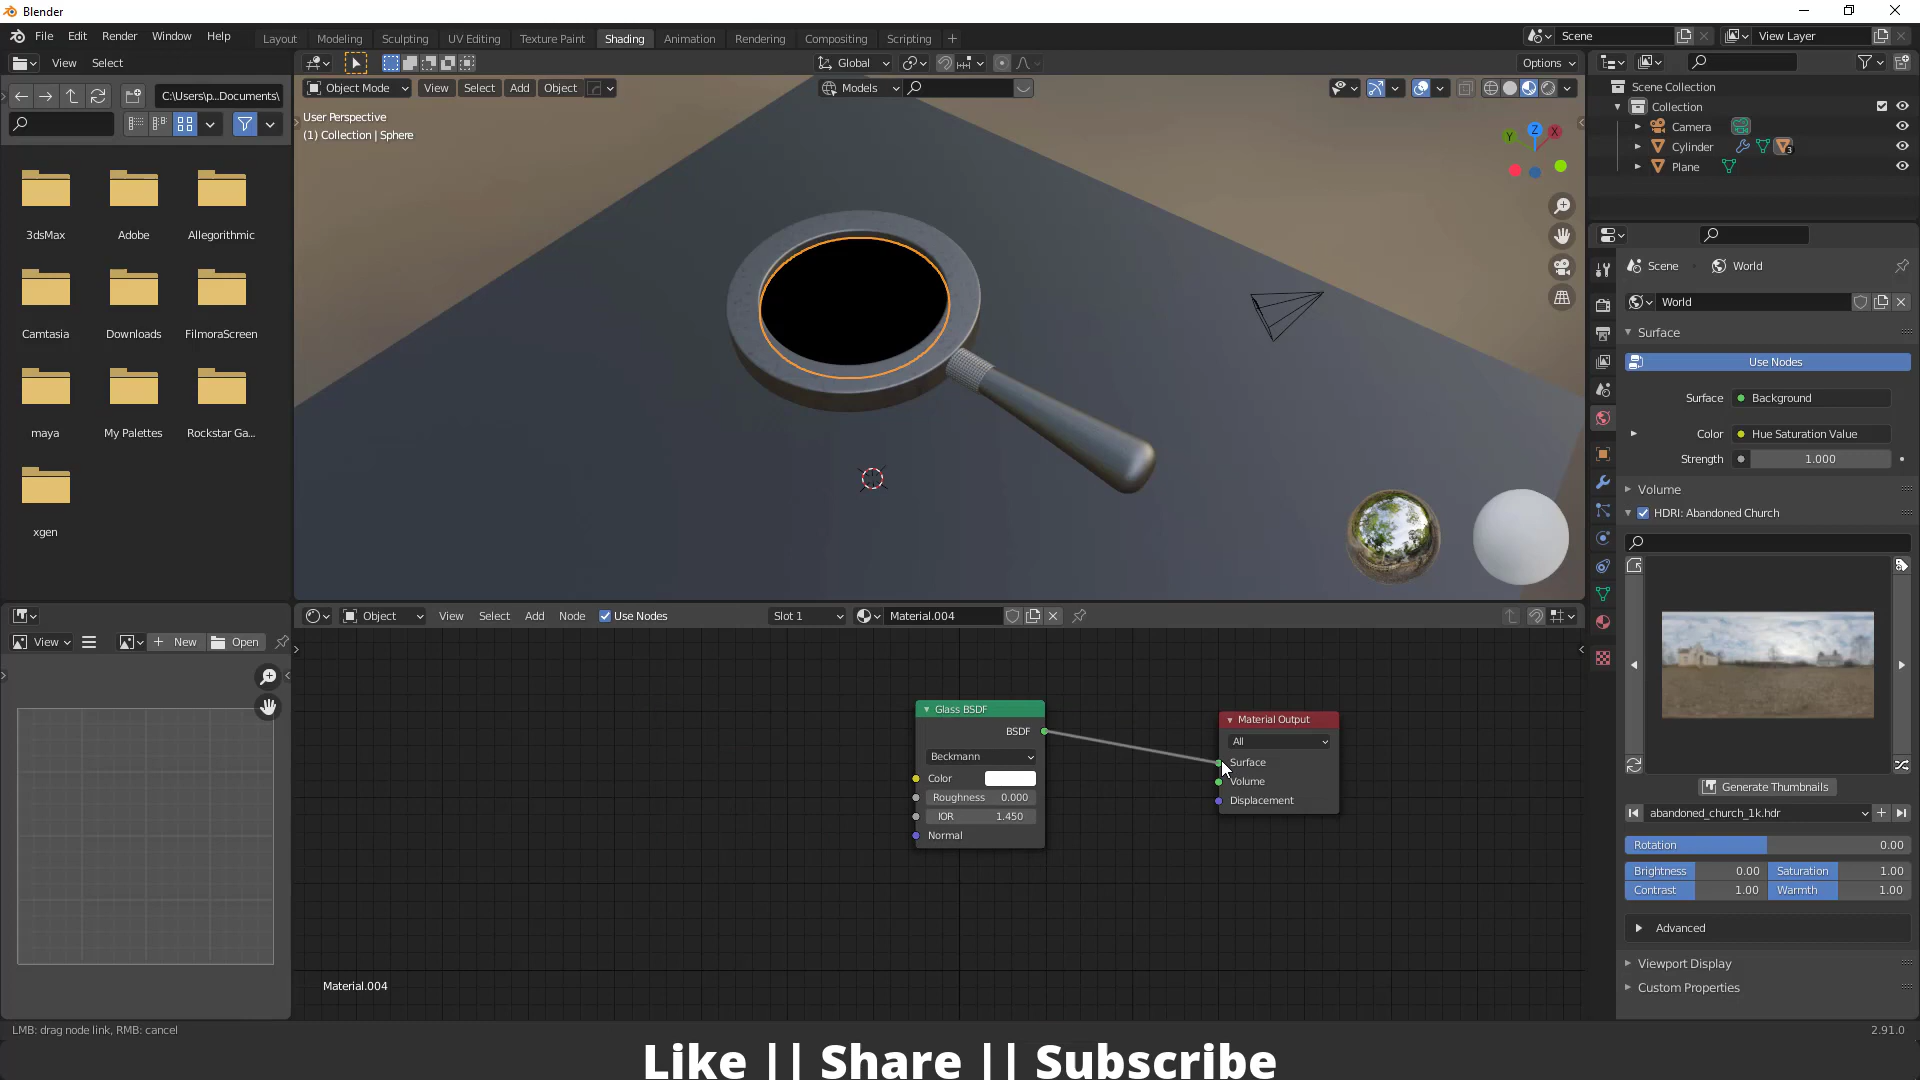 Blender
File Edit Render Window Help
Layout Modeling Sculpting UV Editing Texture Paint Shading Animation Rendering Compositing Scripting
Scene
View Layer
View Select
Global
Options
C:\Users\p..Documents\
Object Mode View Select Add Object
Models
User Perspective
(1) Collection | Sphere
Z
Y
X
Scene Collection
Collection
Camera
Cylinder
3
Plane
3dsMax Adobe Allegorithmic
Camtasia Downloads FilmoraScreen
maya My Palettes Rockstar Ga...
xgen
Scene World
World
Surface
Use Nodes
Surface Background
Color Hue Saturation Value
Strength 1.000
Volume
HDRI: Abandoned Church
Generate Thumbnails
abandoned_church_1k.hdr
Rotation 0.00
Brightness 0.00 Saturation 1.00
Contrast 1.00 Warmth 1.00
Advanced
Viewport Display
Custom Properties
View New Open
Object View Select Add Node Use Nodes Slot 1 Material.004
Glass BSDF
BSDF
Beckmann
Color
Roughness 0.000
IOR 1.450
Normal
Material Output
All
Surface
Volume
Displacement
Material.004
LMB: drag node link, RMB: cancel
2.91.0
Like || Share || Subscribe